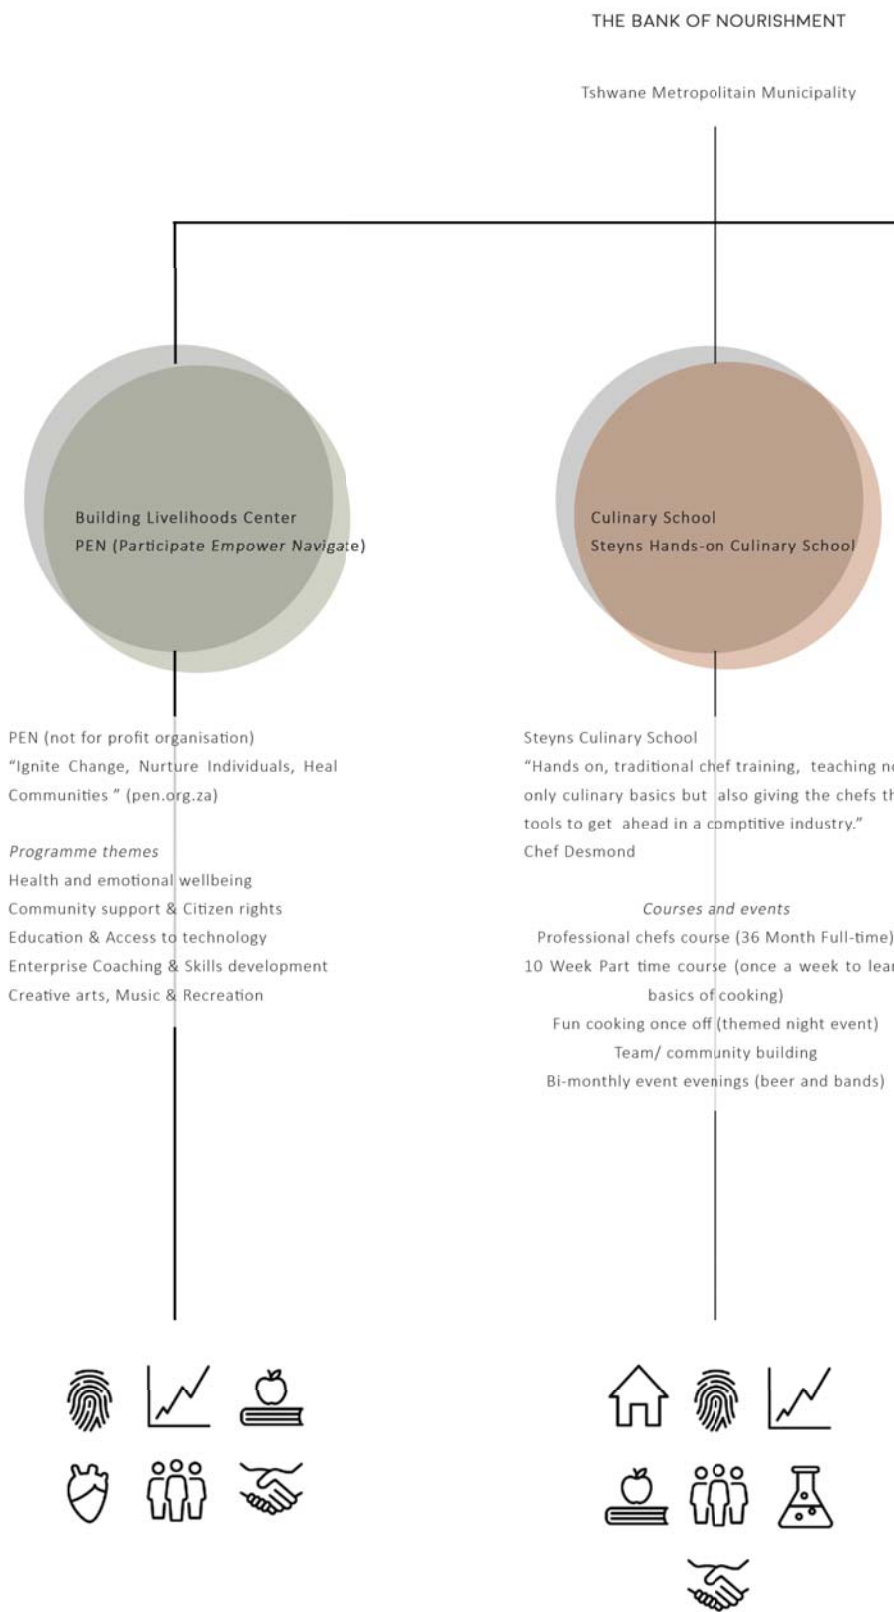 THE BANK OF NOURISHMENT
Tshwane Metropolitain Municipality
Building Livelihoods Center
PEN (Participate Empower Navigate)
Culinary School
Steyns Hands-on Culinary School
PEN (not for profit organisation)
“Ignite Change, Nurture Individuals, Heal
Communities ” (pen.org.za)
Programme themes
Health and emotional wellbeing
Community support & Citizen rights
Education & Access to technology
Enterprise Coaching & Skills development
Creative arts, Music & Recreation
Steyns Culinary School
“Hands on, traditional chef training, teaching
only culinary basics but also giving the chefs
tools to get ahead in a comptitive industry.”
Chef Desmond
Courses and events
Professional chefs course (36 Month Full-time)
10 Week Part time course (once a week to
basics of cooking)
Fun cooking once off (themed night event)
Team/ community building
Bi-monthly event evenings (beer and bands)